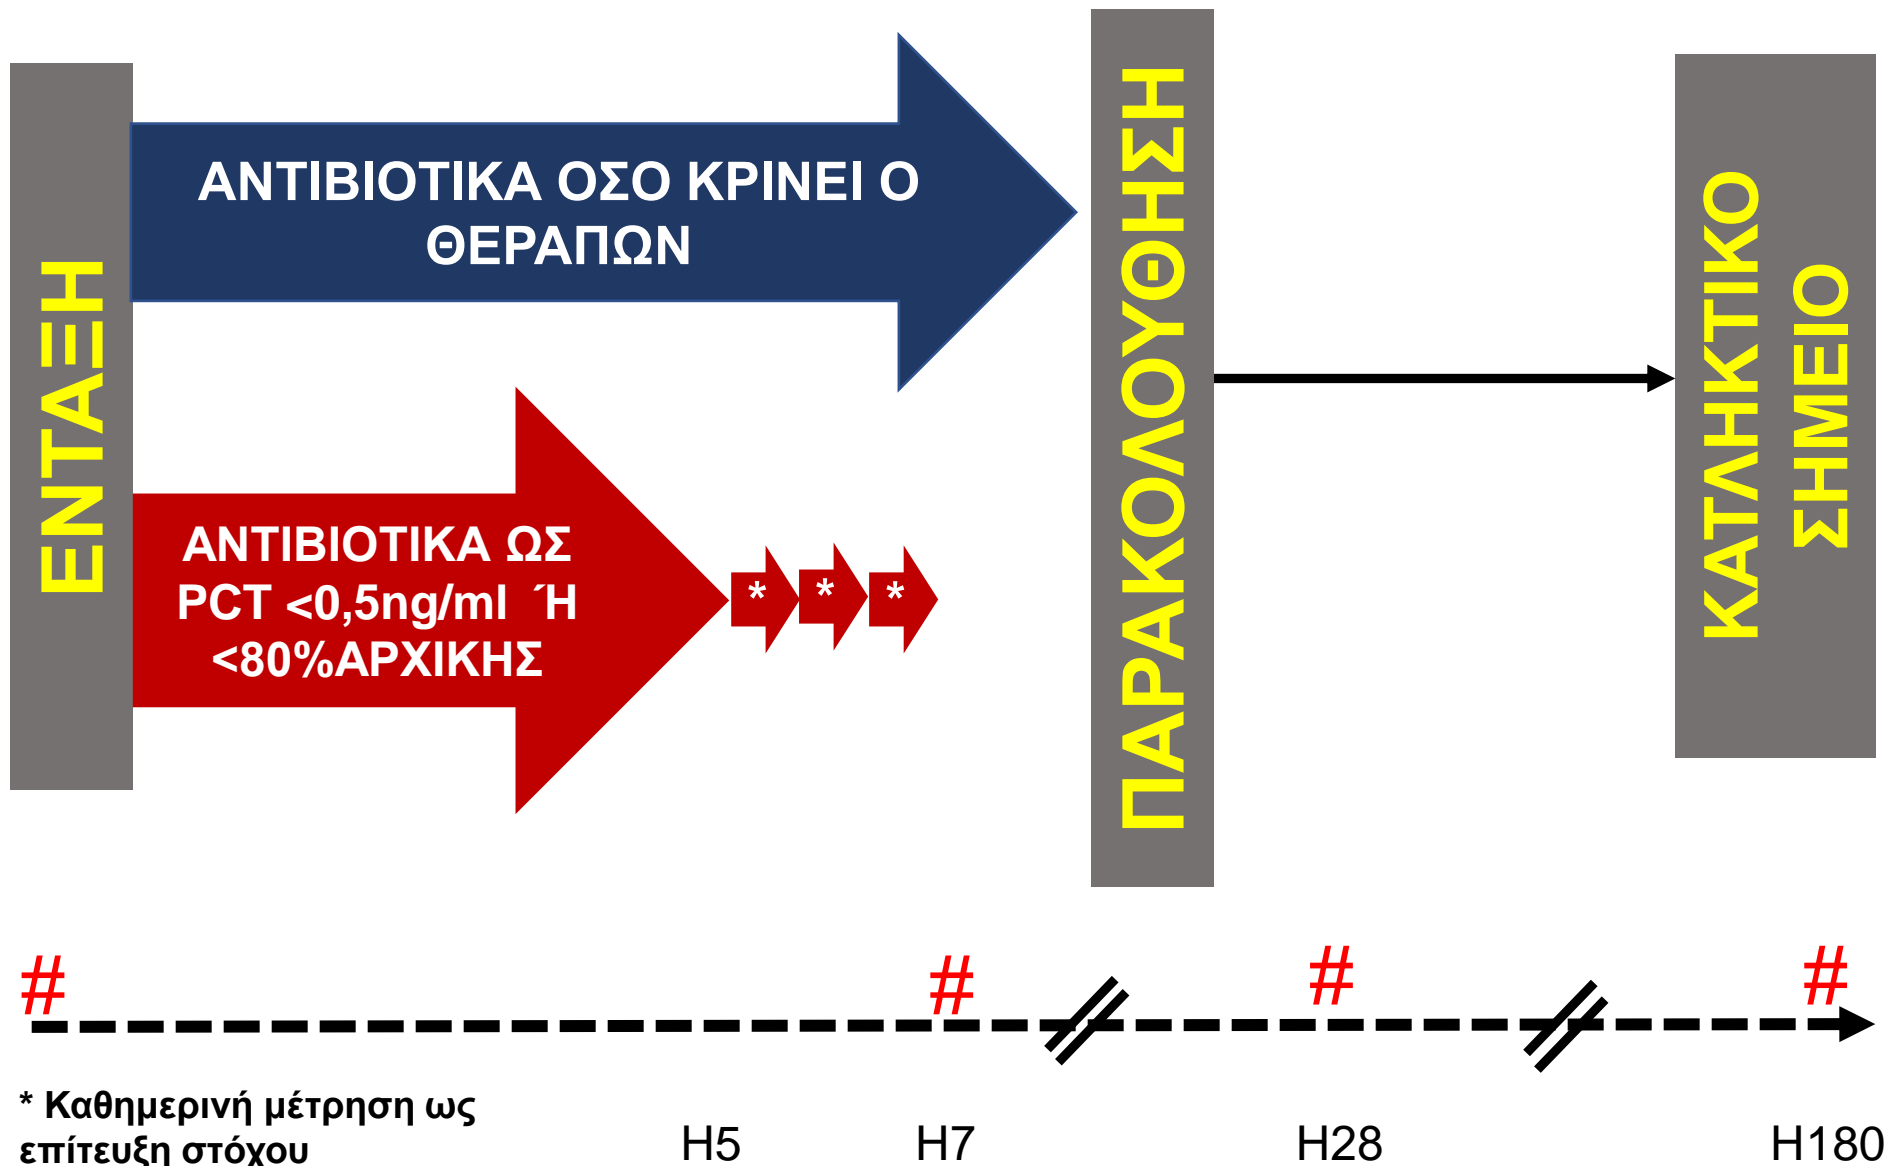 ΕΝΤΑΞΗ
ΑΝΤΙΒΙΟΤΙΚΑ ΟΣΟ ΚΡΙΝΕΙ Ο
ΘΕΡΑΠΩΝ
ΑΝΤΙΒΙΟΤΙΚΑ ΩΣ
PCT <0,5ng/ml ΄Η
<80%ΑΡΧΙΚΗΣ
* * *
ΠΑΡΑΚΟΛΟΥΘΗΣΗ
ΚΑΤΛΗΚΤΙΚΟ
ΣΗΜΕΙΟ
# # # #
* Καθημερινή μέτρηση ως
επίτευξη στόχου
Η5 Η7 Η28 Η180